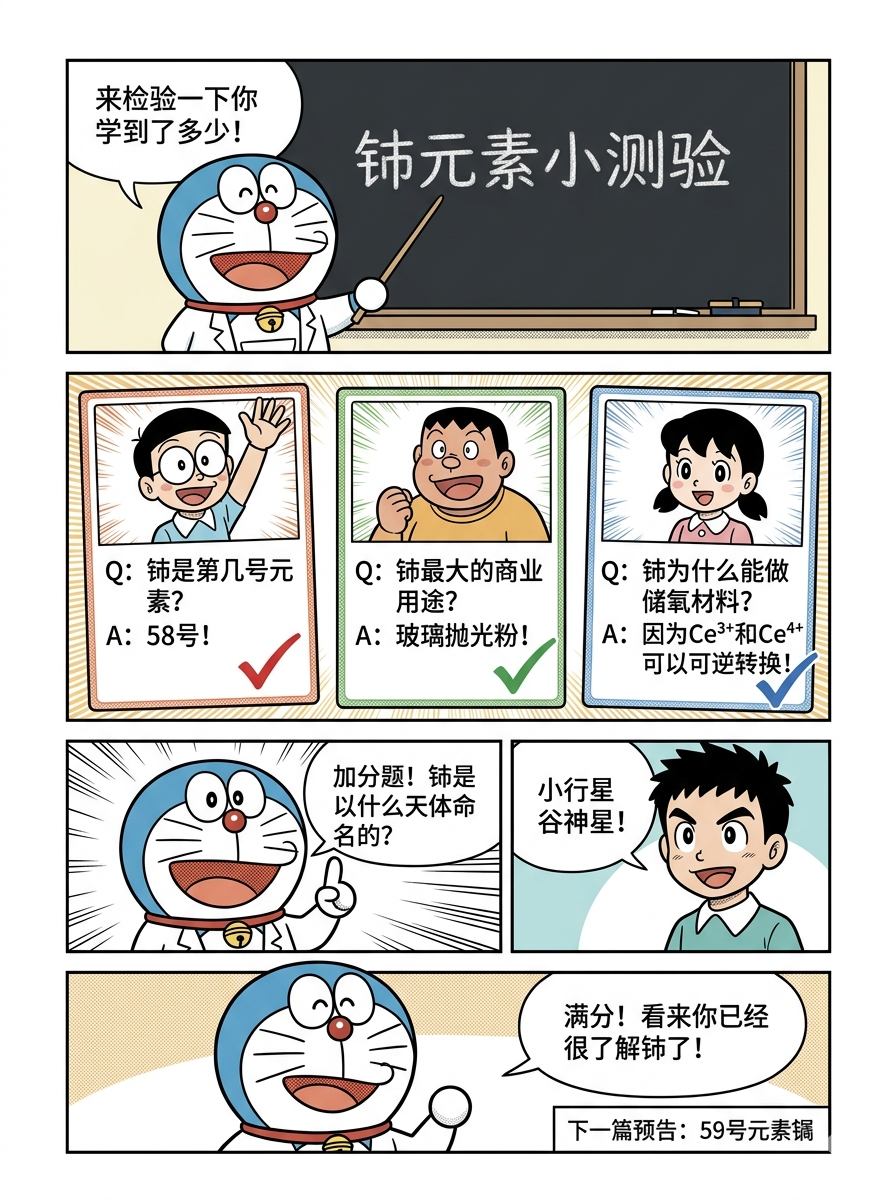 来检验一下你
学到了多少！
铈元素小测验
Q：铈是第几号元
素？
A：58号！
Q：铈最大的商业
用途？
A：玻璃抛光粉！
Q：铈为什么能做
储氧材料？
A：因为Ce³⁺和Ce⁴⁺
可以可逆转换！
加分题！铈是
以什么天体命
名的？
小行星
谷神星！
满分！看来你已经
很了解铈了！
下一篇预告：59号元素